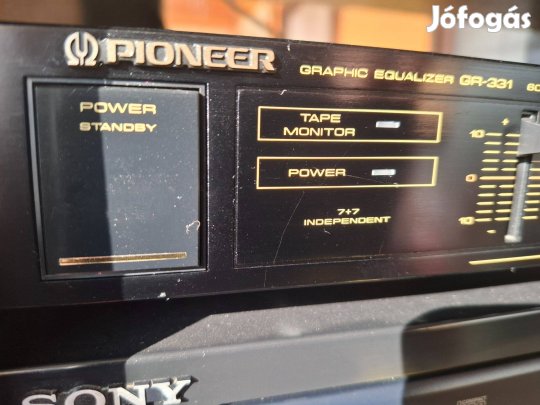 Jófogás
PIONEER
GRAPHIC EQUALIZER GR-331
POWER
STANDBY
TAPE
MONITOR
POWER
7+7
INDEPENDENT
+
10
0
10
SONY